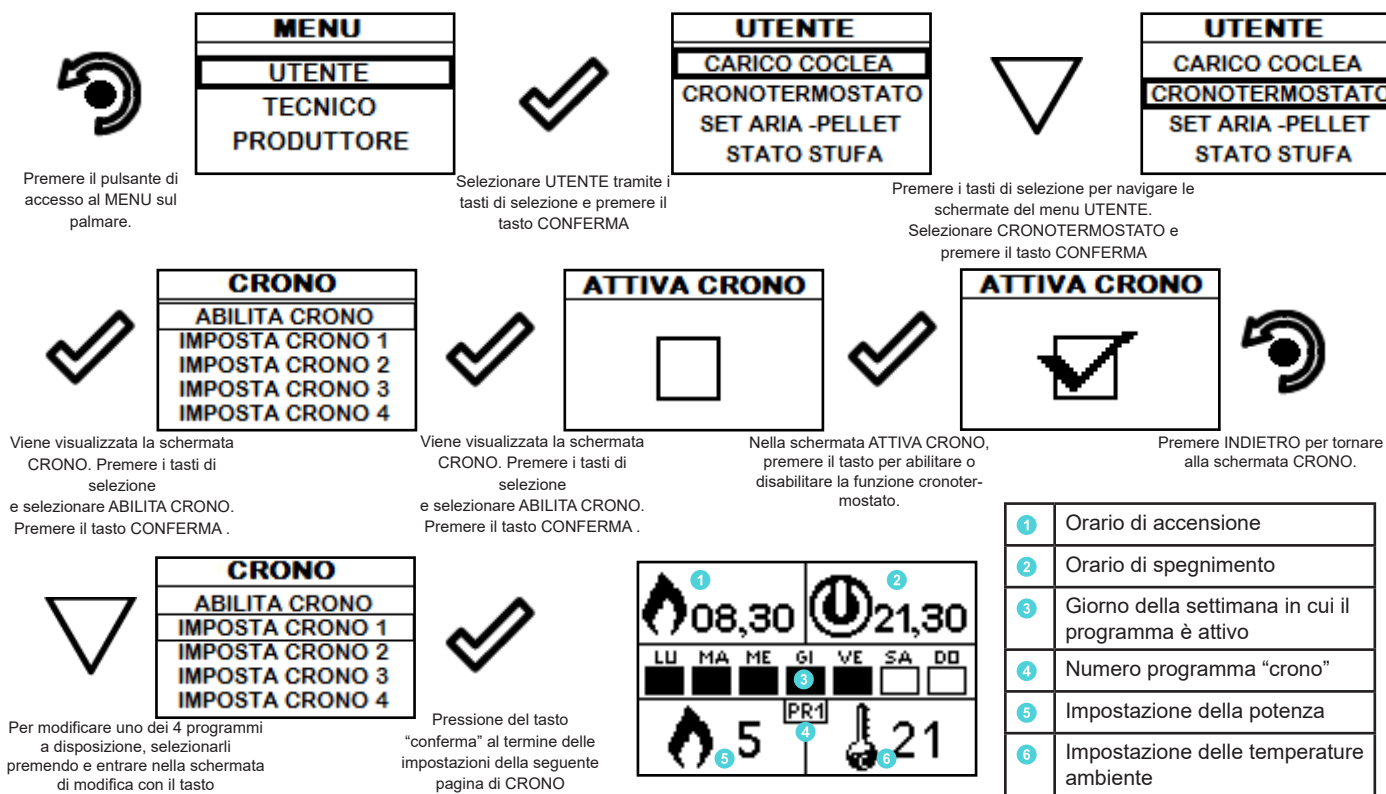 MENU
UTENTE
TECNICO
PRODUTTORE
Premere il pulsante di
accesso al MENU sul
palmare.
UTENTE
CARICO COCLEA
CRONOTERMOSTATO
SET ARIA -PELLET
STATO STUFA
Selezionare UTENTE tramite i
tasti di selezione e premere il
tasto CONFERMA
UTENTE
CARICO COCLEA
CRONOTERMOSTATO
SET ARIA -PELLET
STATO STUFA
Premere i tasti di selezione per navigare le
schermate del menu UTENTE.
Selezionare CRONOTERMOSTATO e
premere il tasto CONFERMA
CRONO
ABILITA CRONO
IMPOSTA CRONO 1
IMPOSTA CRONO 2
IMPOSTA CRONO 3
IMPOSTA CRONO 4
Viene visualizzata la schermata
CRONO. Premere i tasti di
selezione
e selezionare ABILITA CRONO.
Premere il tasto CONFERMA .
ATTIVA CRONO
Viene visualizzata la schermata
CRONO. Premere i tasti di
selezione
e selezionare ABILITA CRONO.
Premere il tasto CONFERMA .
ATTIVA CRONO
Nella schermata ATTIVA CRONO,
premere il tasto per abilitare o
disabilitare la funzione cronoter-
mostato.
Premere INDIETRO per tornare
alla schermata CRONO.
CRONO
ABILITA CRONO
IMPOSTA CRONO 1
IMPOSTA CRONO 2
IMPOSTA CRONO 3
IMPOSTA CRONO 4
Per modificare uno dei 4 programmi
a disposizione, selezionarli
premendo e entrare nella schermata
di modifica con il tasto
Pressione del tasto
“conferma” al termine delle
impostazioni della seguente
pagina di CRONO
1 08,30 2 21,30
LU MA ME GI VE SA DO
3
PR1
5 5 4 6 21
1 Orario di accensione
2 Orario di spegnimento
3 Giorno della settimana in cui il
programma è attivo
4 Numero programma “crono”
5 Impostazione della potenza
6 Impostazione delle temperature
ambiente